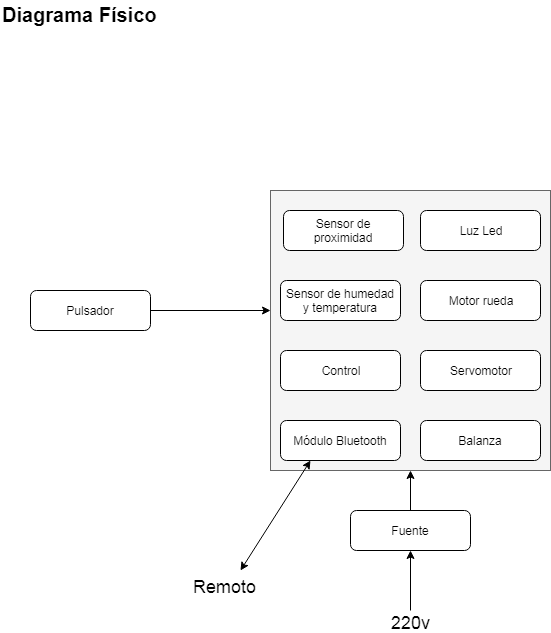 Diagrama Físico
Sensor de
proximidad
Luz Led
Sensor de humedad
y temperatura
Motor rueda
Pulsador
Control
Servomotor
Módulo Bluetooth
Balanza
Fuente
Remoto
220v